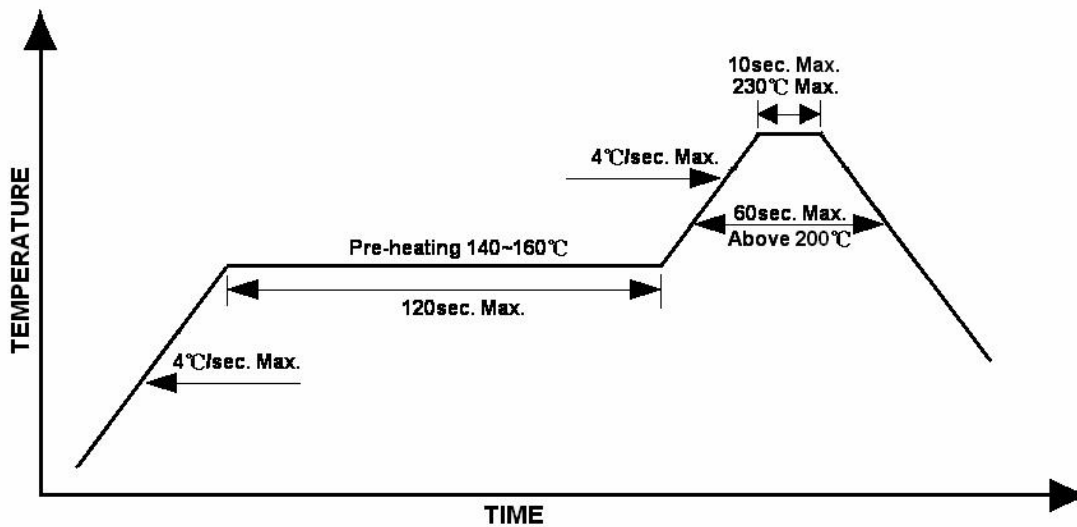 10sec. Max.
230℃ Max.
4℃/sec. Max.
60sec. Max.
Above 200℃
Pre-heating 140~160℃
120sec. Max.
4℃/sec. Max.
TEMPERATURE
TIME